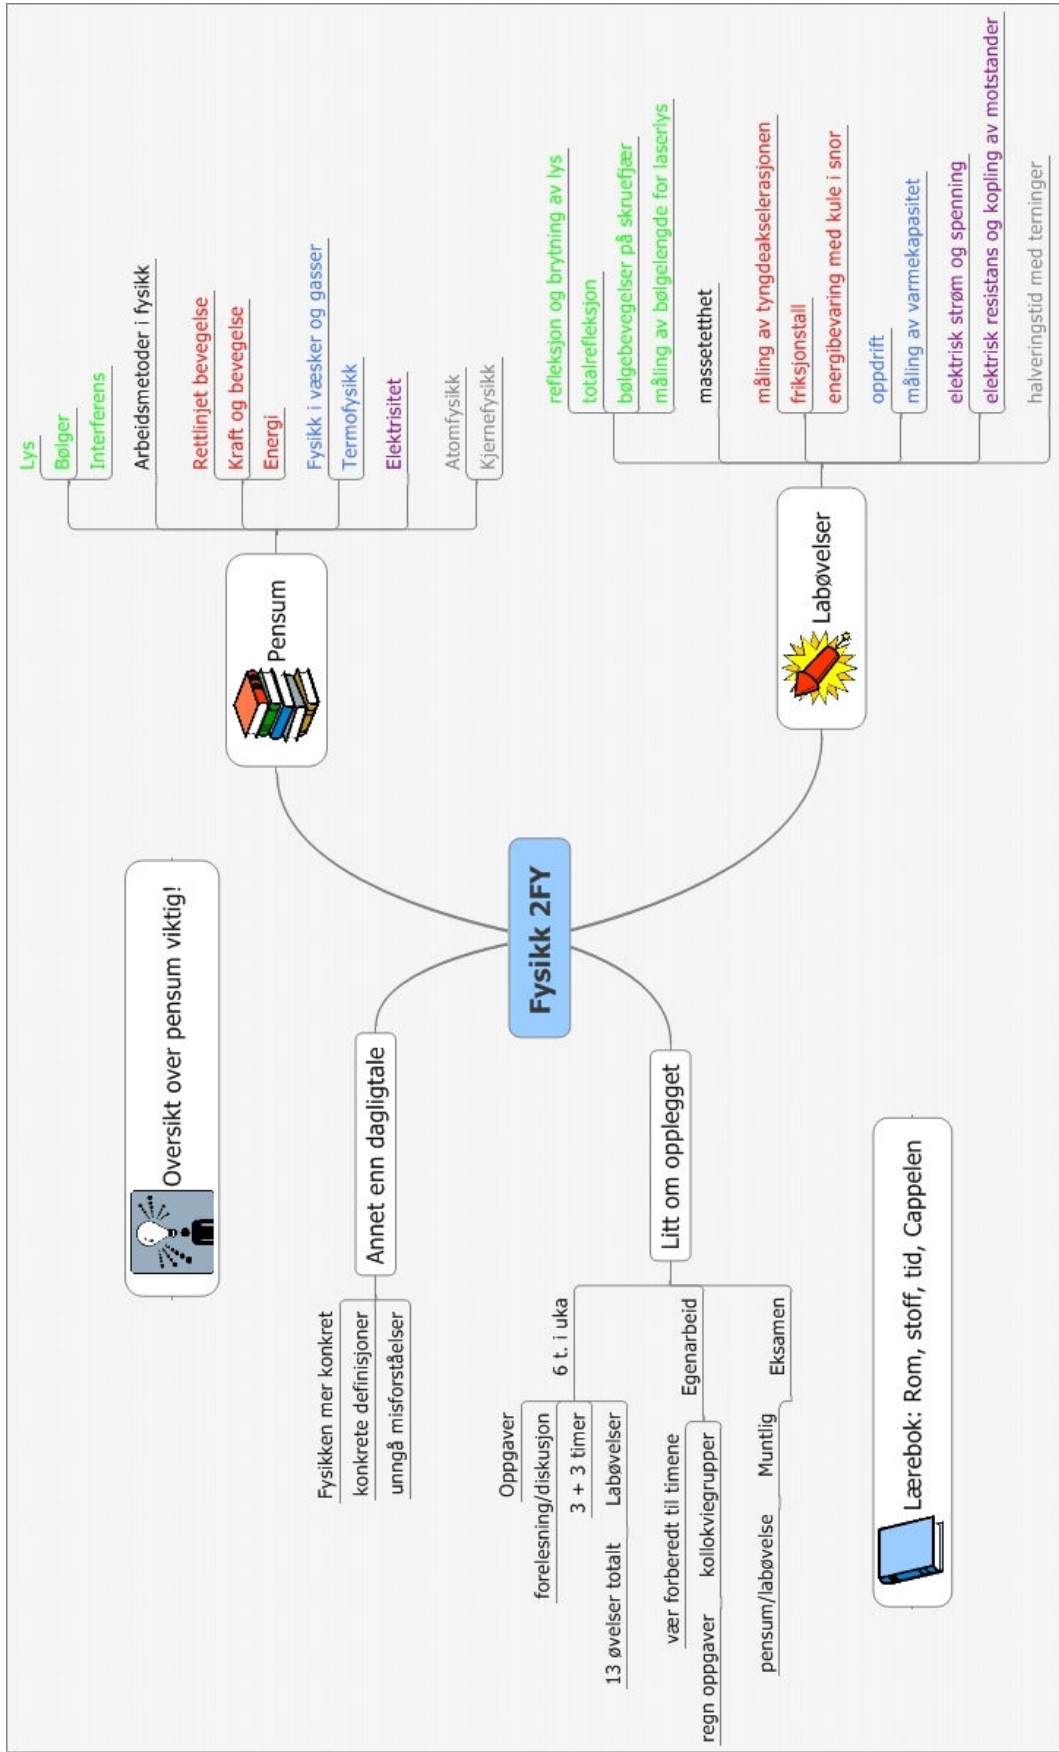 Oversikt over pensum viktig!
Fysikk 2FY
Pensum
Lys
Bølger
Interferens
Arbeidsmetoder i fysikk
Rettlinjet bevegelse
Kraft og bevegelse
Energi
Fysikk i væsker og gasser
Termofysikk
Elektrisitet
Atomfysikk
Kjernefysikk
Labøvelser
refleksjon og brytning av lys
totalrefleksjon
bølgebevegelser på skruefjær
måling av bølgelengde for laserlys
massetetthet
måling av tyngdeakselerasjonen
friksjonstall
energibevaring med kule i snor
oppdrift
måling av varmekapasitet
elektrisk strøm og spenning
elektrisk resistans og kopling av motstander
halveringstid med terninger
Annet enn dagligtale
Fysikken mer konkret
konkrete definisjoner
unngå misforståelser
Litt om opplegget
6 t. i uka
Oppgaver
forelesning/diskusjon
3 + 3 timer
Labøvelser
13 øvelser totalt
Egenarbeid
vær forberedt til timene
kollokviegrupper
regn oppgaver
Eksamen
Muntlig
pensum/labøvelse
Lærebok: Rom, stoff, tid, Cappelen